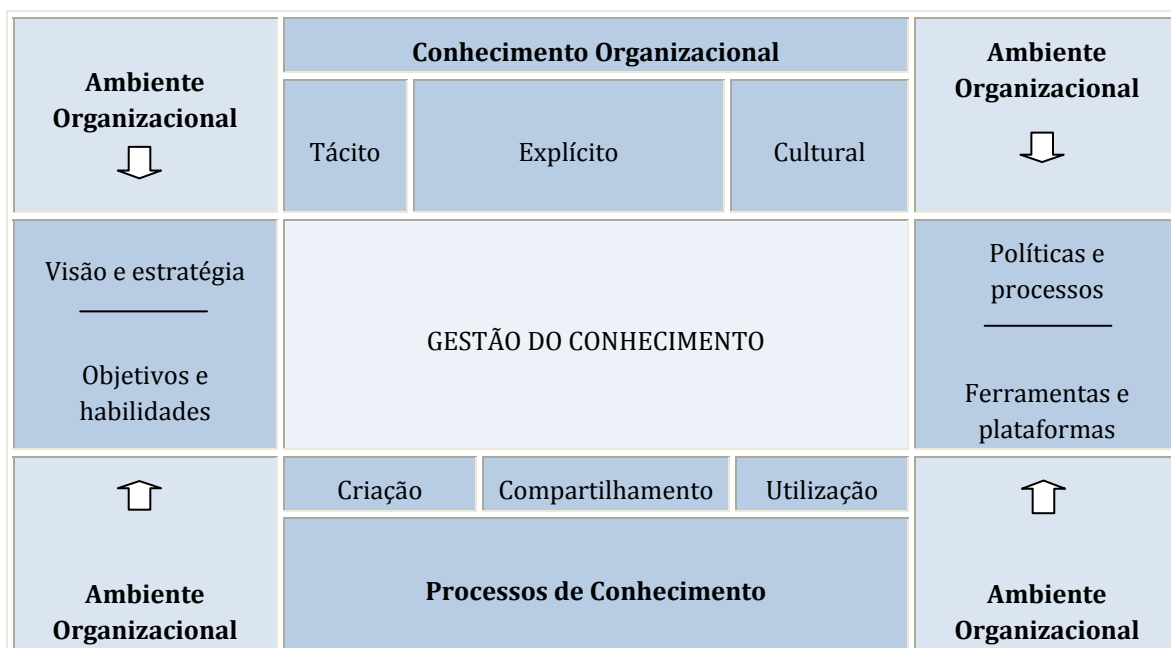 Ambiente
Organizacional
Conhecimento Organizacional
Ambiente
Organizacional
Tácito
Explícito
Cultural
Visão e estratégia
Objetivos e
habilidades
GESTÃO DO CONHECIMENTO
Políticas e
processos
Ferramentas e
plataformas
Criação
Compartilhamento
Utilização
Ambiente
Organizacional
Processos de Conhecimento
Ambiente
Organizacional